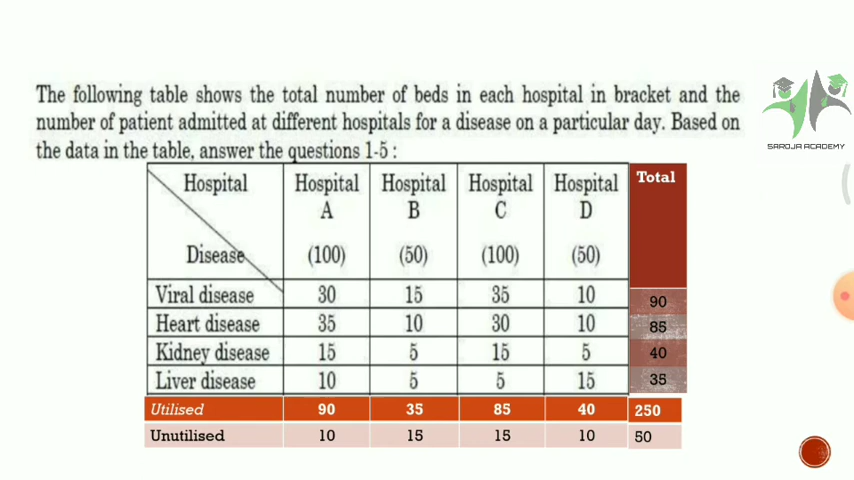 The following table shows the total number of beds in each hospital in bracket and the
number of patient admitted at different hospitals for a disease on a particular day. Based on
the data in the table, answer the questions 1-5 :
SAROJA ACADEMY
Hospital Hospital Hospital Hospital Hospital Total
A B C D
Disease (100) (50) (100) (50)
Viral disease 30 15 35 10 90
Heart disease 35 10 30 10 85
Kidney disease 15 5 15 5 40
Liver disease 10 5 5 15 35
Utilised 90 35 85 40 250
Unutilised 10 15 15 10 50